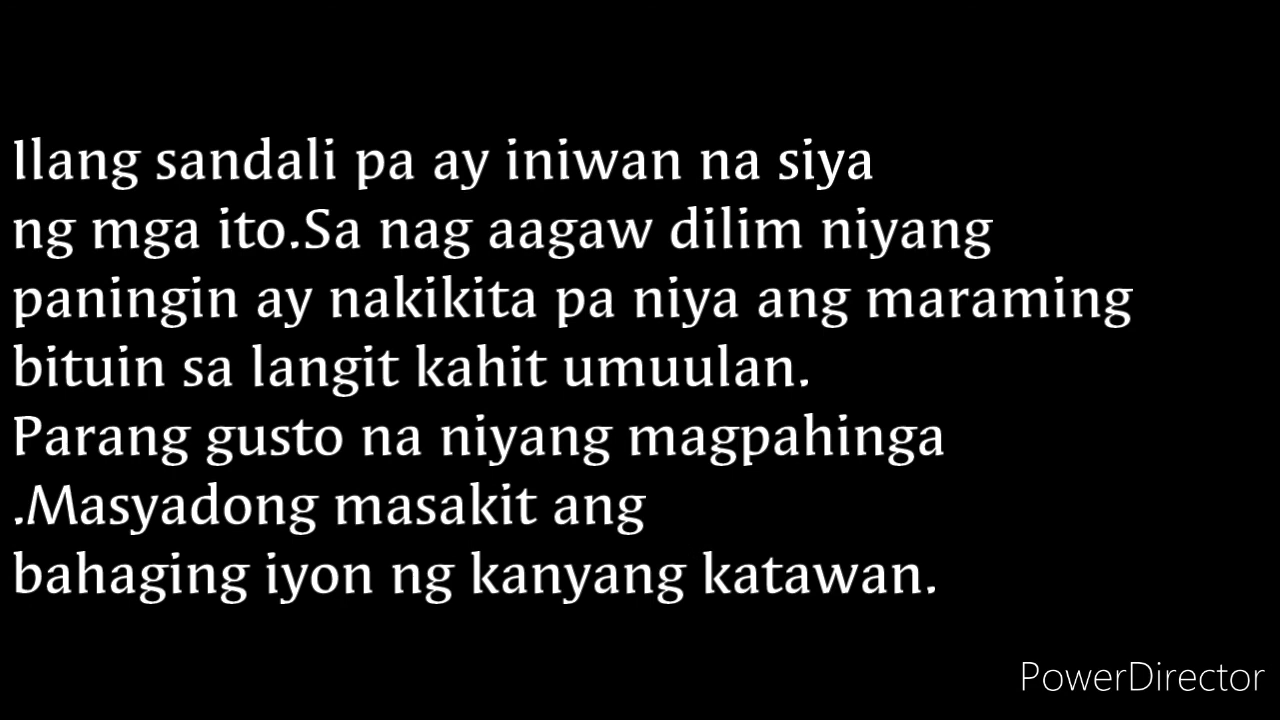 Ilang sandali pa ay iniwan na siya
ng mga ito.Sa nag aagaw dilim niyang
paningin ay nakikita pa niya ang maraming
bituin sa langit kahit umuulan.
Parang gusto na niyang magpahinga
.Masyadong masakit ang
bahaging iyon ng kanyang katawan.
PowerDirector